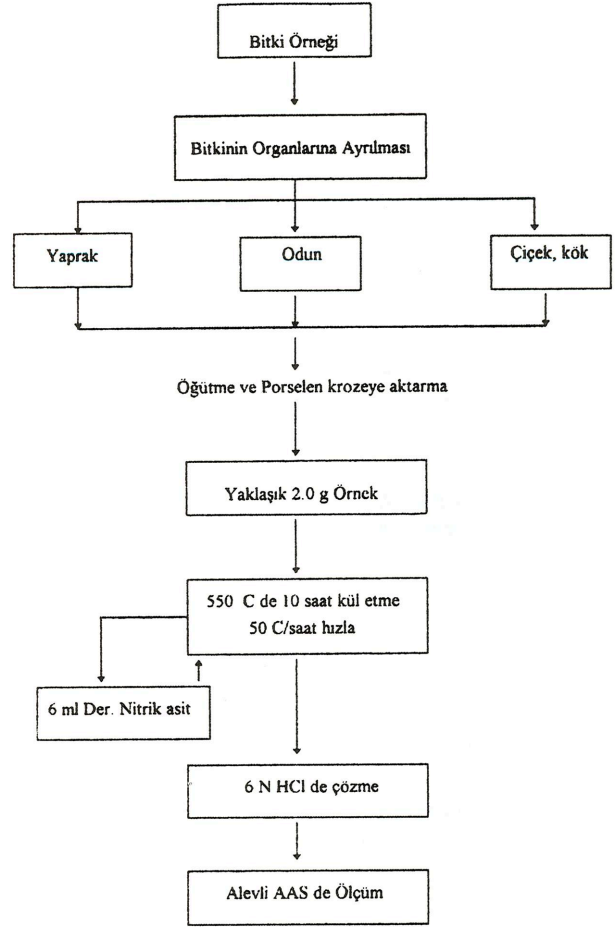 Bitki Örneği
Bitkinin Organlarına Ayrılması
Yaprak
Odun
Çiçek, kök
Öğütme ve Porselen krozeye aktarma
Yaklaşık 2.0 g Örnek
550 C de 10 saat kül etme
50 C/saat hızla
6 ml Der. Nitrik asit
6 N HCl de çözme
Alevli AAS de Ölçüm